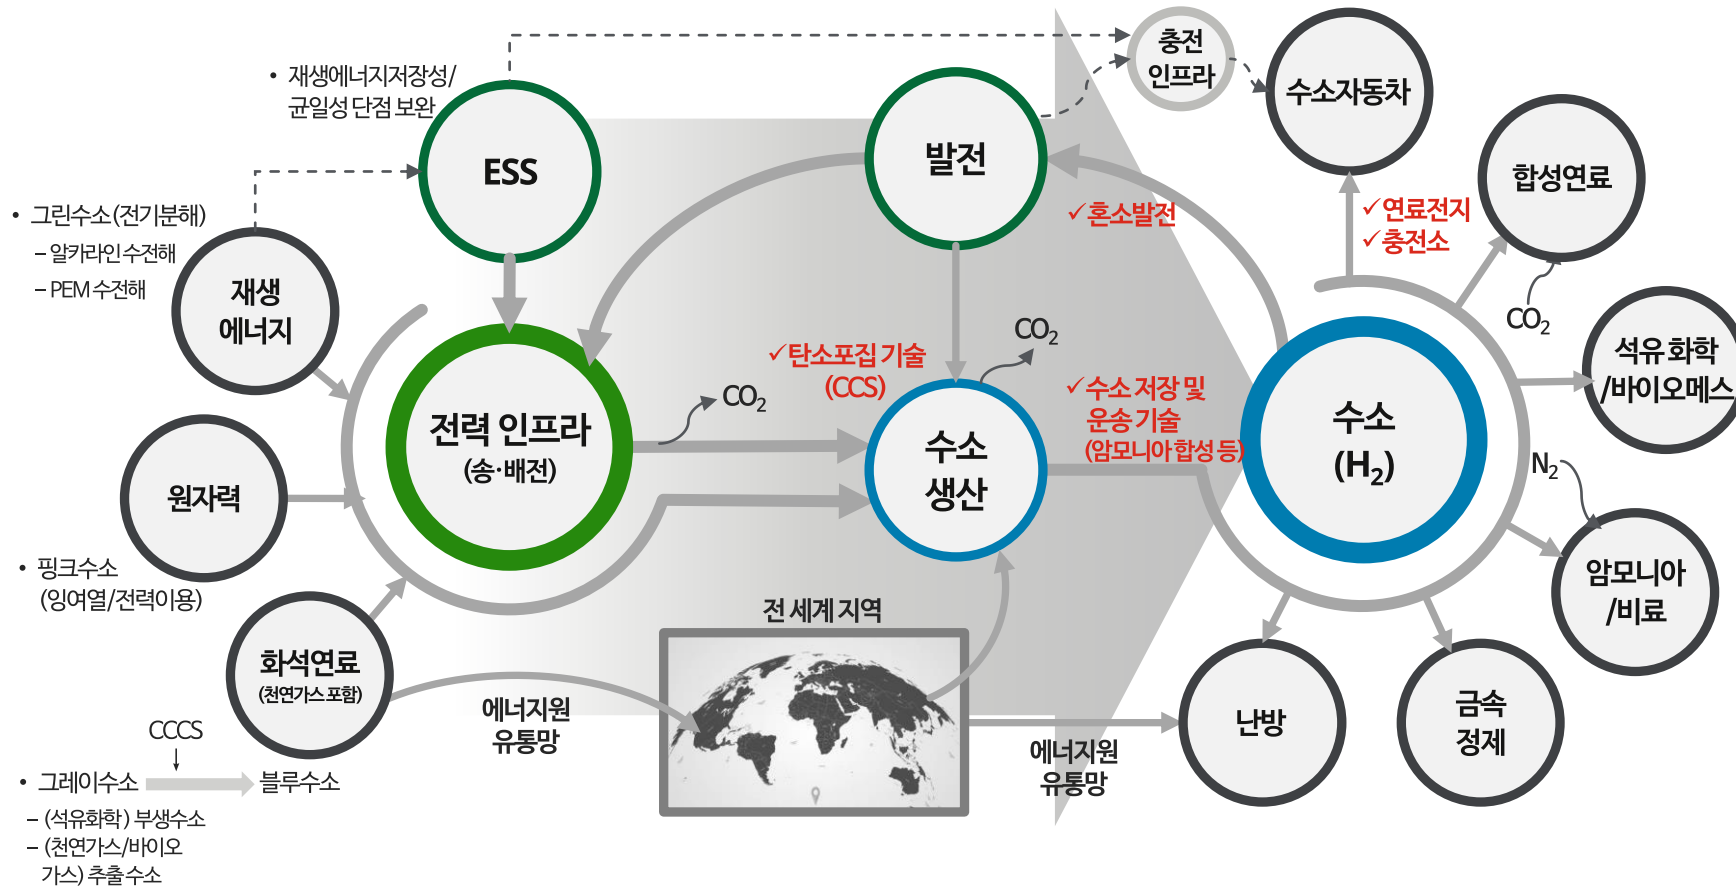 • 재생에너지저장성/
균일성 단점 보완
ESS
발전
충전
인프라
수소자동차
합성연료
• 그린수소(전기분해)
– 알카라인 수전해
– PEM 수전해
재생
에너지
✓혼소발전
✓연료전지
✓충전소
CO₂
석유 화학
/바이오메스
전력 인프라
(송·배전)
CO₂
✓탄소포집 기술
(CCS)
CO₂
수소
생산
✓수소 저장 및
운송 기술
(암모니아 합성 등)
수소
(H₂)
N₂
원자력
• 핑크수소
(잉여열/전력이용)
암모니아
/비료
화석연료
(천연가스 포함)
전 세계 지역
에너지원
유통망
에너지원
유통망
난방
금속
정제
CCCS
• 그레이수소
블루수소
– (석유화학) 부생수소
– (천연가스/바이오
가스) 추출 수소